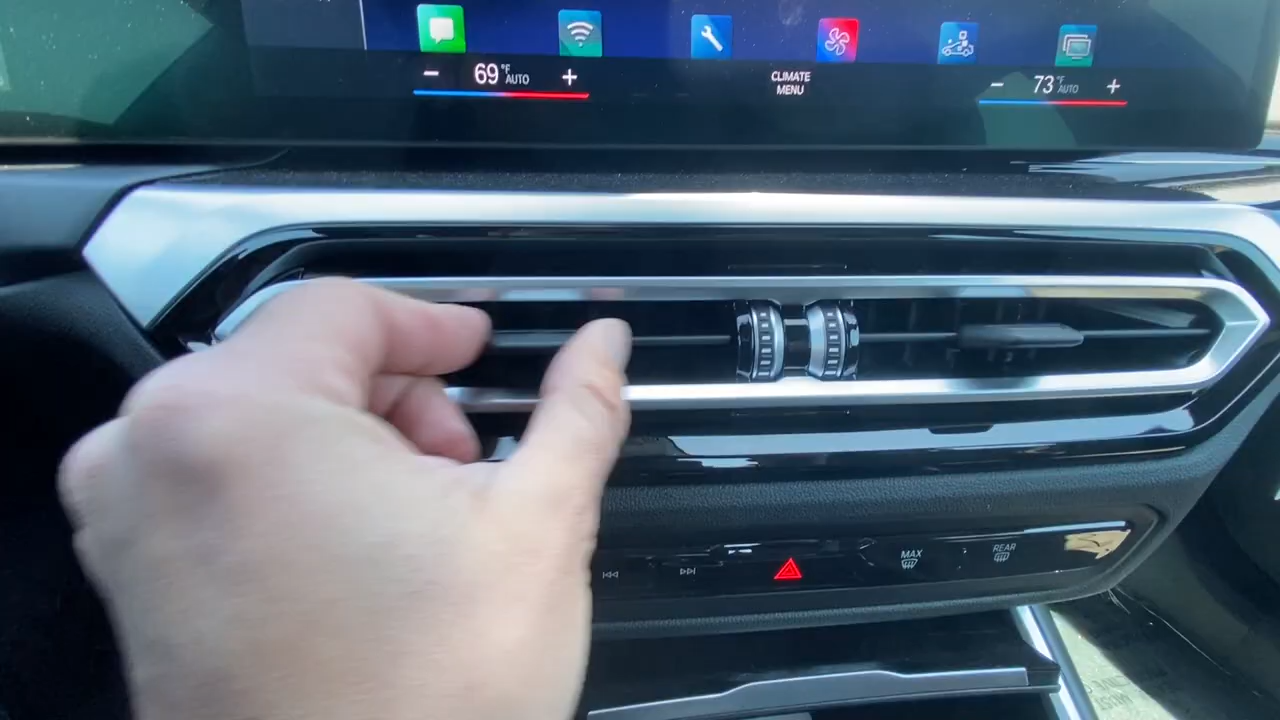 69 °F AUTO
CLIMATE
MENU
73 °F AUTO
MAX
REAR